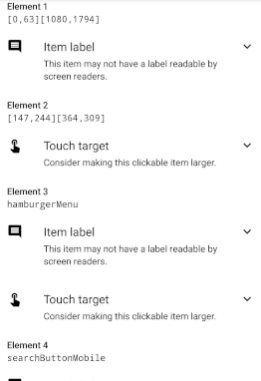 Element 1
[0,63][1080,1794]
Item label
This item may not have a label readable by
screen readers.
Element 2
[147,244][364,309]
Touch target
Consider making this clickable item larger.
Element 3
hamburgerMenu
Item label
This item may not have a label readable by
screen readers.
Touch target
Consider making this clickable item larger.
Element 4
searchButtonMobile